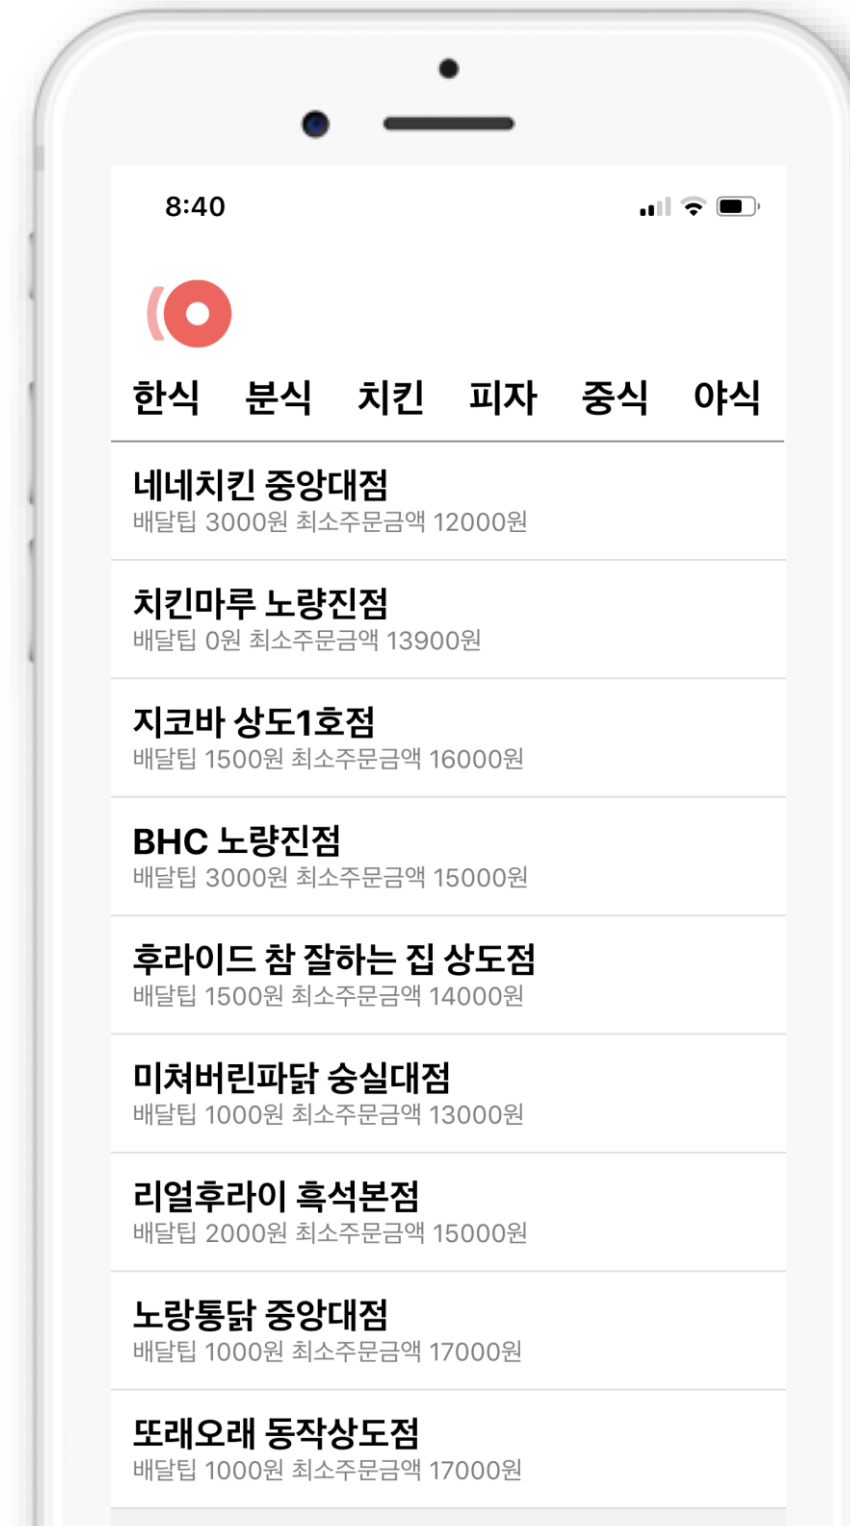 8:40
한식 분식 치킨 피자 중식 야식
네네치킨 중앙대점
배달팁 3000원 최소주문금액 12000원
치킨마루 노량진점
배달팁 0원 최소주문금액 13900원
지코바 상도1호점
배달팁 1500원 최소주문금액 16000원
BHC 노량진점
배달팁 3000원 최소주문금액 15000원
후라이드 참 잘하는 집 상도점
배달팁 1500원 최소주문금액 14000원
미쳐버린파닭 숭실대점
배달팁 1000원 최소주문금액 13000원
리얼후라이 흑석본점
배달팁 2000원 최소주문금액 15000원
노랑통닭 중앙대점
배달팁 1000원 최소주문금액 17000원
또래오래 동작상도점
배달팁 1000원 최소주문금액 17000원